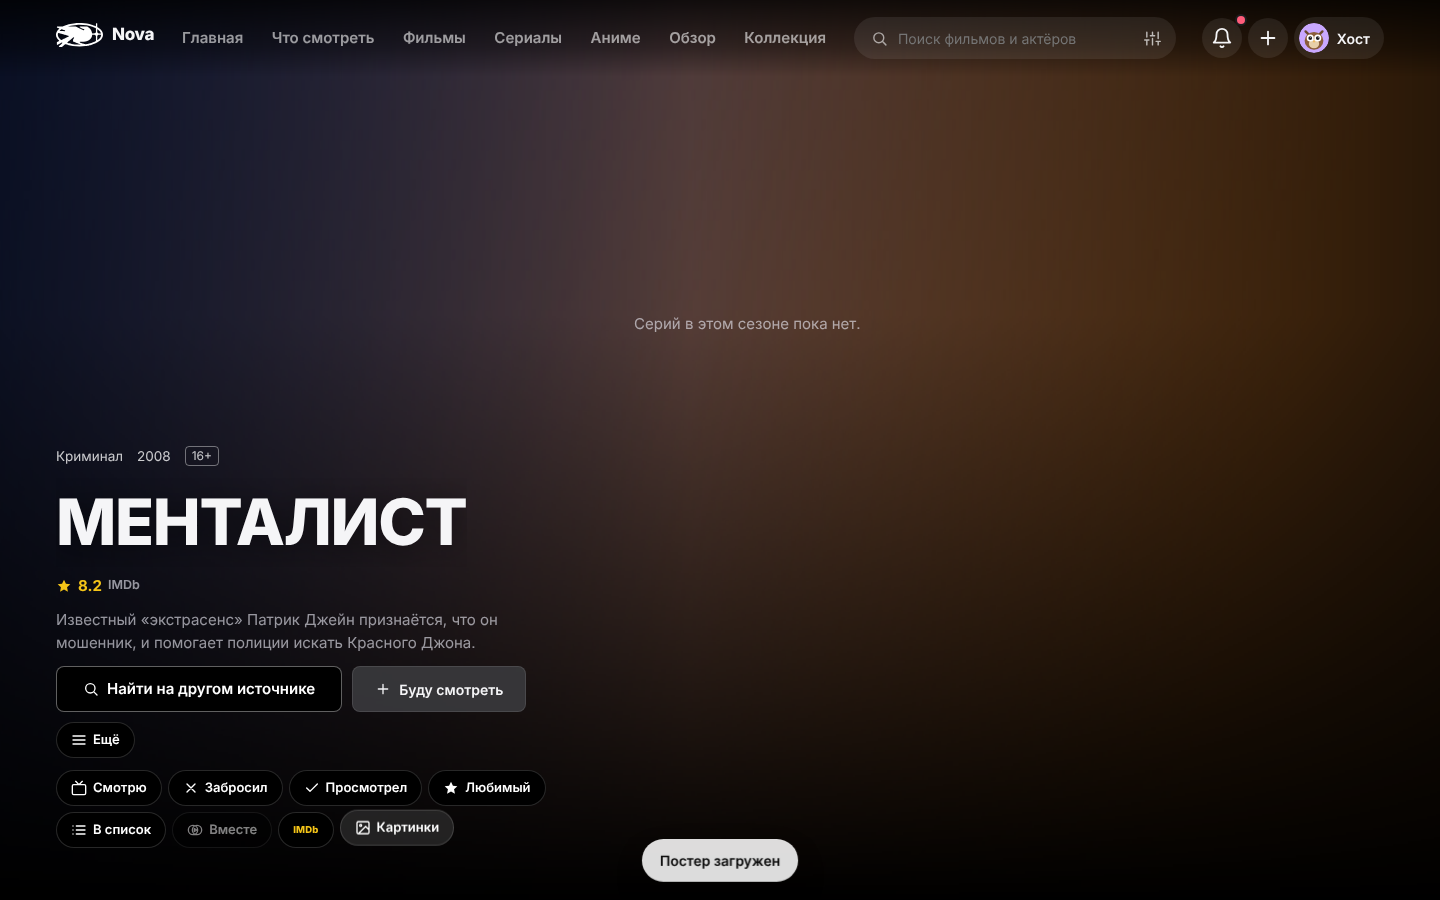 Nova
Главная
Что смотреть
Фильмы
Сериалы
Аниме
Обзор
Коллекция
Поиск фильмов и актёров
Хост
Серий в этом сезоне пока нет.
Криминал 2008 16+
МЕНТАЛИСТ
8.2 IMDb
Известный «экстрасенс» Патрик Джейн признаётся, что он
мошенник, и помогает полиции искать Красного Джона.
Найти на другом источнике
Буду смотреть
Ещё
Смотрю
Забросил
Просмотрел
Любимый
В список
Вместе
IMDb
Картинки
Постер загружен